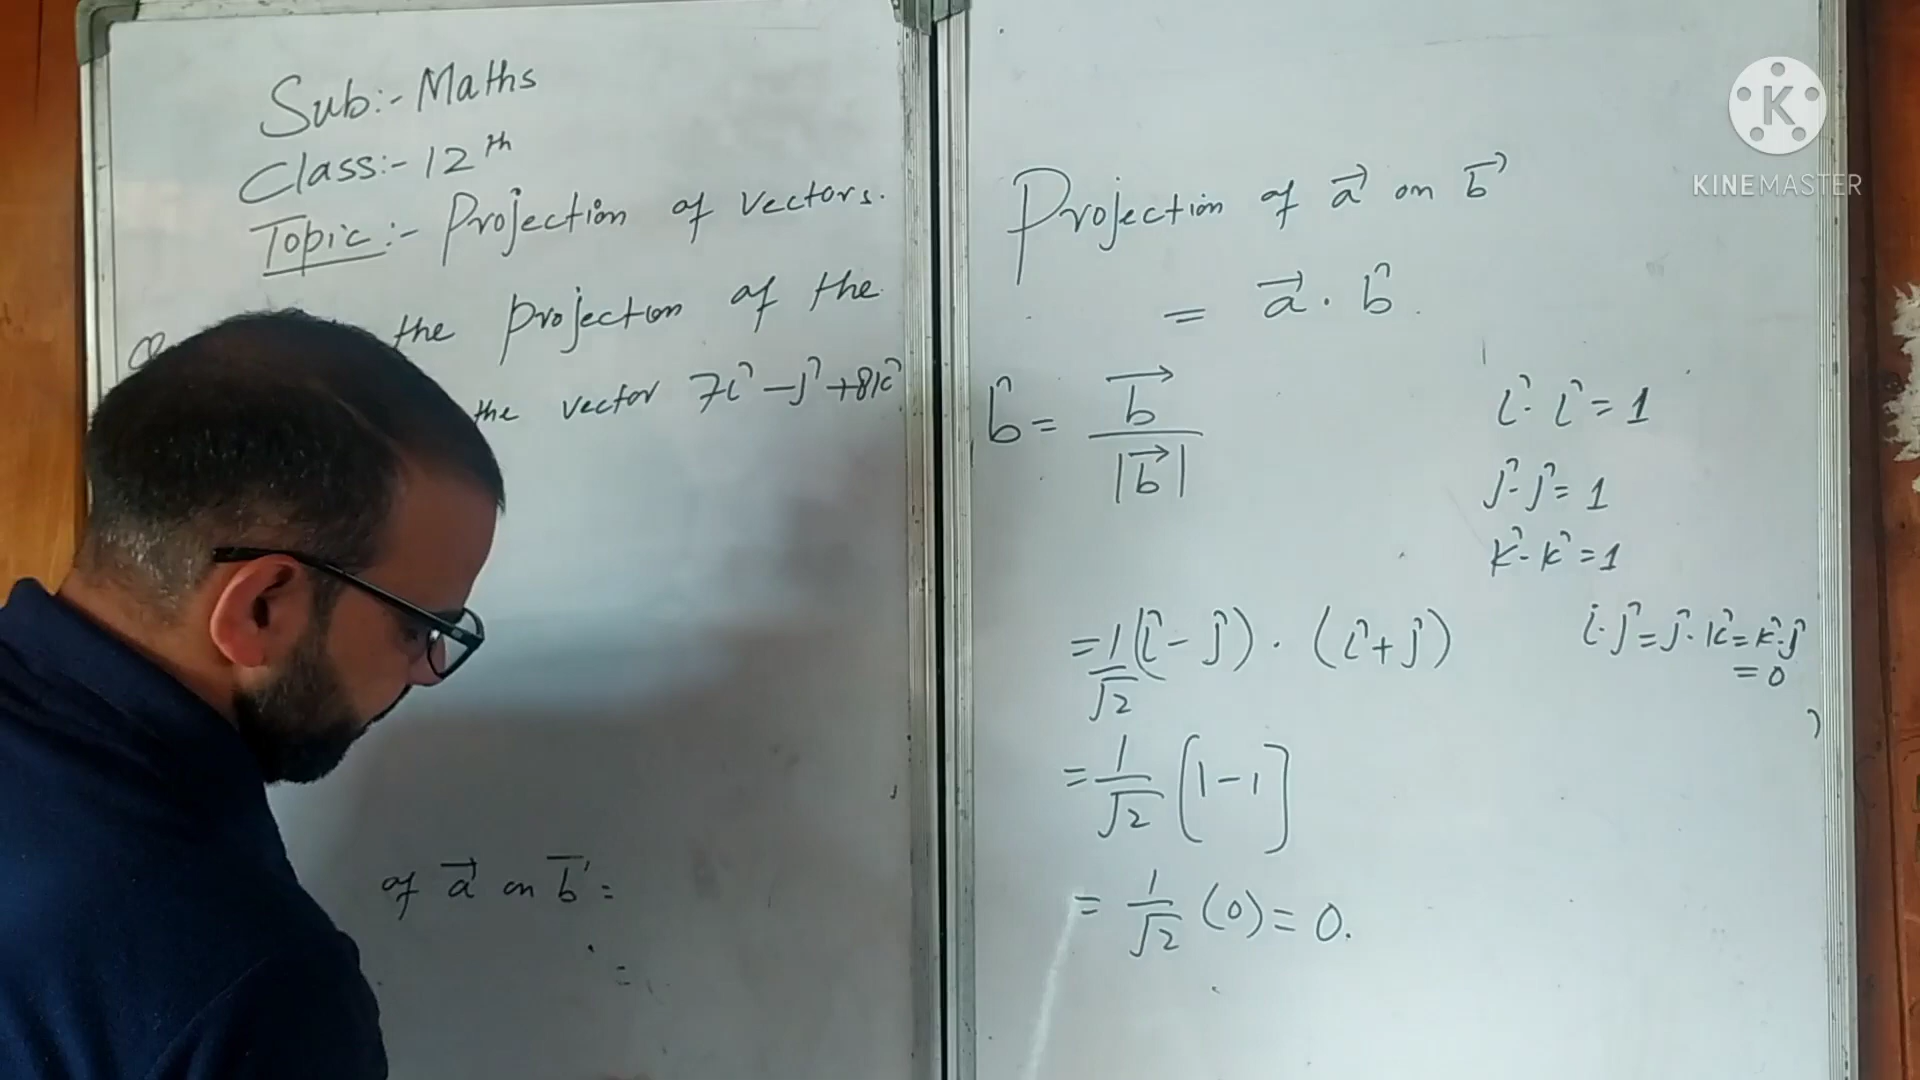 Sub:- Maths
Class:- 12th
Topic:- Projection of vectors.
the projection of the
the vector 7î - ĵ + 8k̂
of a⃗ on b⃗ =
=
Projection of a⃗ on b⃗
= a⃗ . b̂
b̂ = b⃗ / |b⃗|
î . î = 1
ĵ . ĵ = 1
k̂ . k̂ = 1
= 1/√2 (î - ĵ) . (î + ĵ)
î . ĵ = ĵ . k̂ = k̂ . ĵ
= 0
= 1/√2 [1 - 1]
= 1/√2 (0) = 0.
K
KINEMASTER